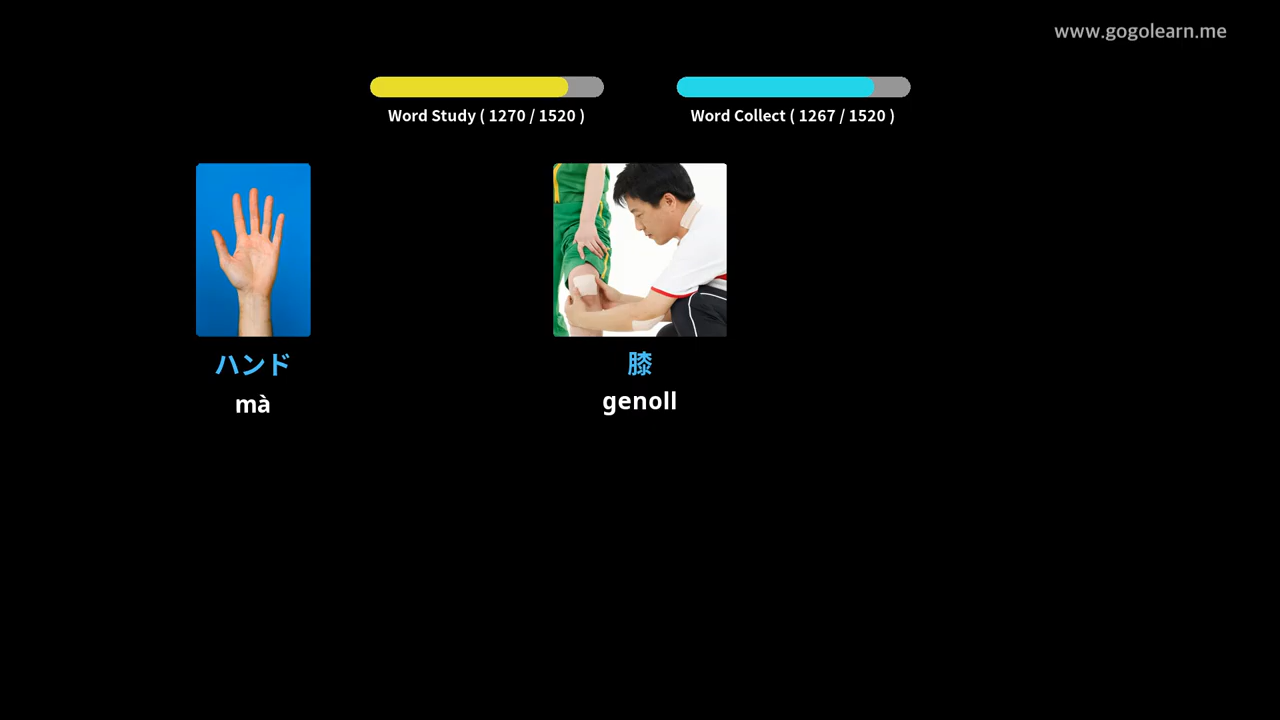 www.gogolearn.me
Word Study ( 1270 / 1520 )
Word Collect ( 1267 / 1520 )
ハンド
mà
膝
genoll